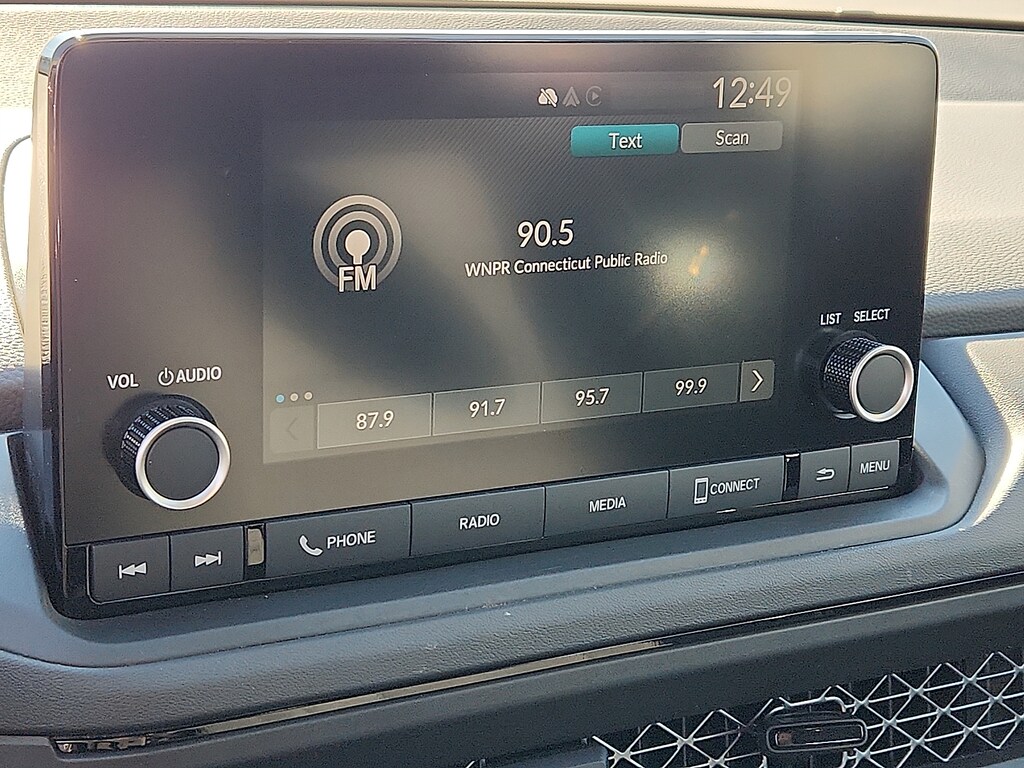 12:49
Text
Scan
90.5
FM
WNPR Connecticut Public Radio
LIST SELECT
VOL AUDIO
87.9
91.7
95.7
99.9
PHONE
RADIO
MEDIA
CONNECT
MENU